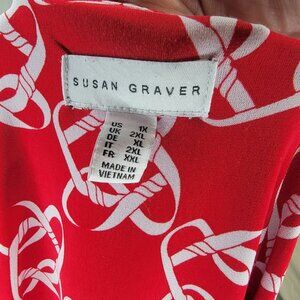 SUSAN GRAVER
US 1X
UK 2XL
DE XL
IT 2XL
FR XXL
MADE IN
VIETNAM